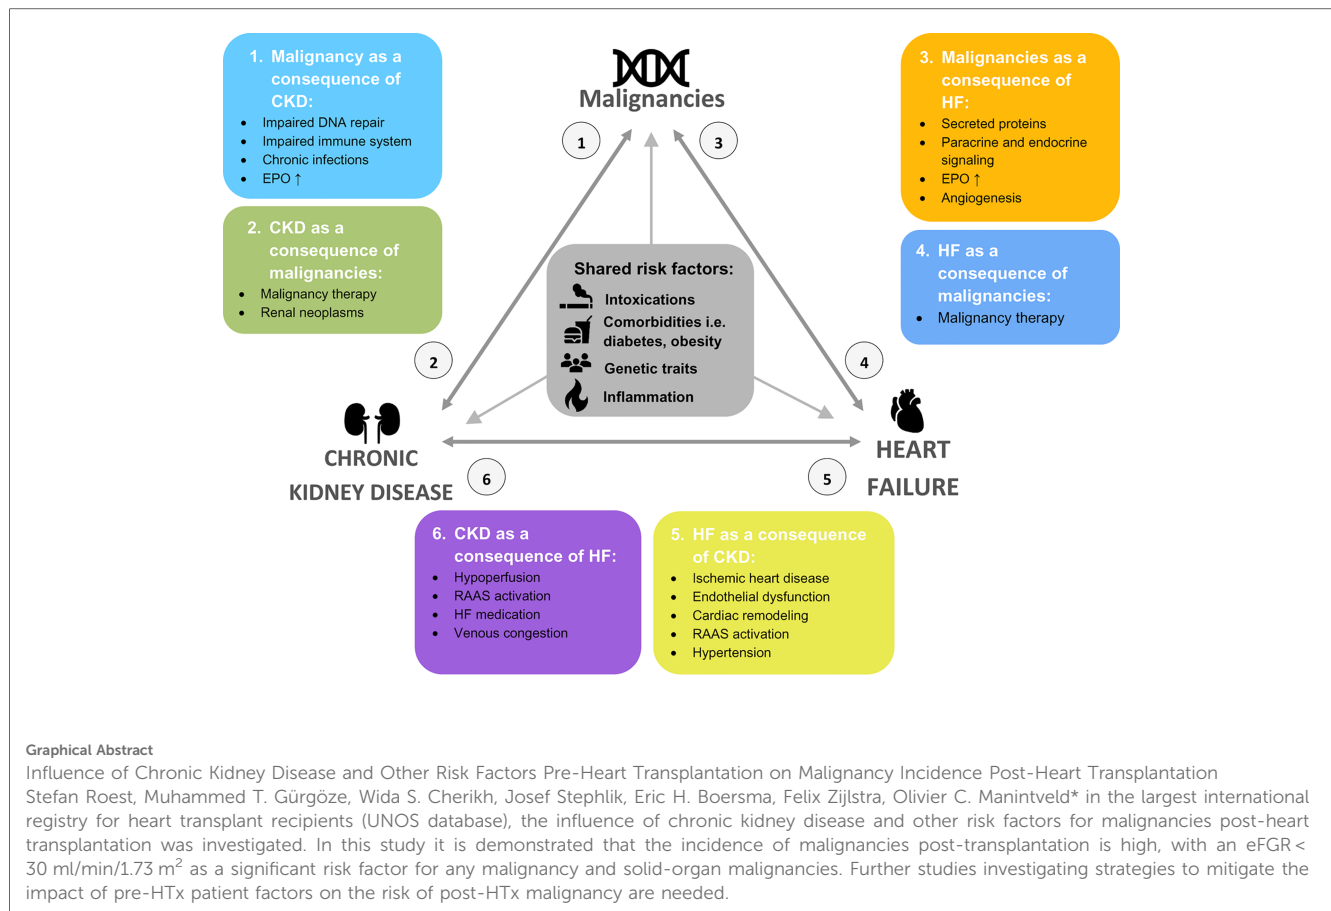 1. Malignancy as a
consequence of
CKD:
• Impaired DNA repair
• Impaired immune system
• Chronic infections
• EPO ↑
2. CKD as a
consequence of
malignancies:
• Malignancy therapy
• Renal neoplasms
Malignancies
1
3
3. Malignancies as a
consequence of
HF:
• Secreted proteins
• Paracrine and endocrine
signaling
• EPO ↑
• Angiogenesis
4. HF as a
consequence of
malignancies:
• Malignancy therapy
Shared risk factors:
Intoxications
Comorbidities i.e.
diabetes, obesity
Genetic traits
Inflammation
2
4
CHRONIC
KIDNEY DISEASE
HEART
FAILURE
6
5
6. CKD as a
consequence of HF:
• Hypoperfusion
• RAAS activation
• HF medication
• Venous congestion
5. HF as a consequence
of CKD:
• Ischemic heart disease
• Endothelial dysfunction
• Cardiac remodeling
• RAAS activation
• Hypertension
Graphical Abstract
Influence of Chronic Kidney Disease and Other Risk Factors Pre-Heart Transplantation on Malignancy Incidence Post-Heart Transplantation
Stefan Roest, Muhammed T. Gürgöze, Wida S. Cherikh, Josef Stephlik, Eric H. Boersma, Felix Zijlstra, Olivier C. Manintveld* in the largest international
registry for heart transplant recipients (UNOS database), the influence of chronic kidney disease and other risk factors for malignancies post-heart
transplantation was investigated. In this study it is demonstrated that the incidence of malignancies post-transplantation is high, with an eFGR <
30 ml/min/1.73 m² as a significant risk factor for any malignancy and solid-organ malignancies. Further studies investigating strategies to mitigate the
impact of pre-HTx patient factors on the risk of post-HTx malignancy are needed.